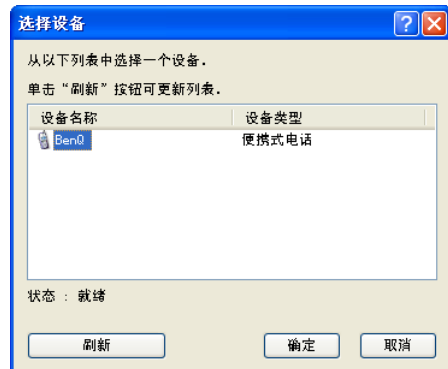 选择设备
从以下列表中选择一个设备.
单击“刷新”按钮可更新列表.
设备名称 设备类型
BenQ 便携式电话
状态 : 就绪
刷新 确定 取消